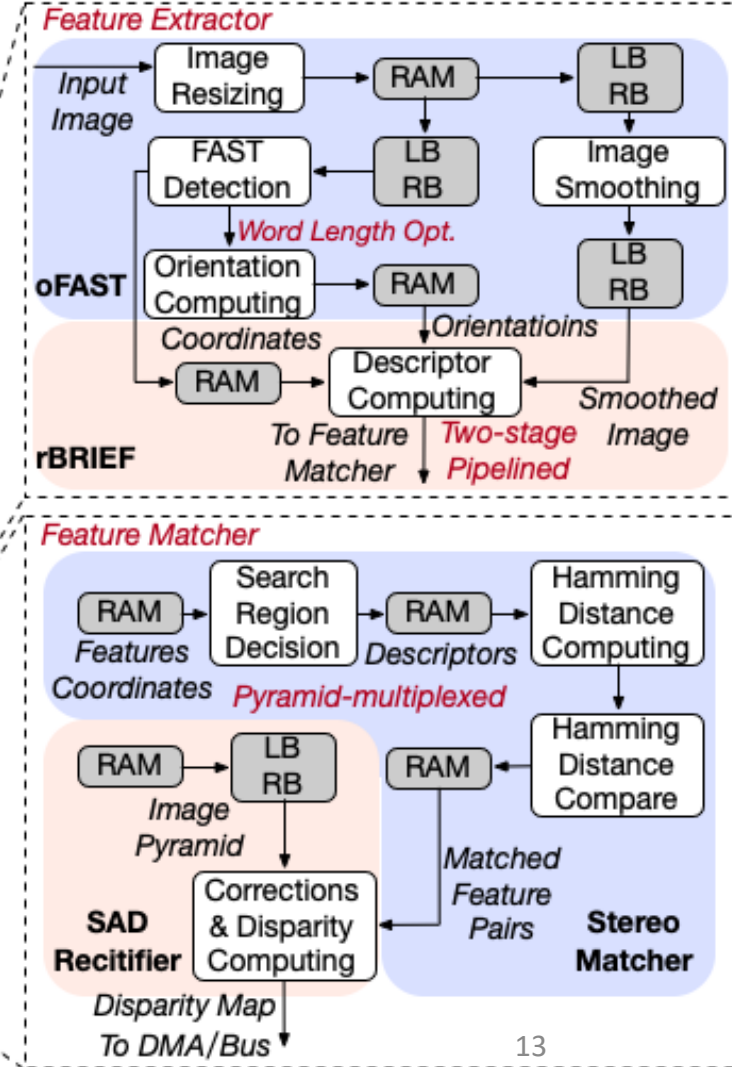 Feature Extractor
Input
Image
Image
Resizing
RAM
LB
RB
FAST
Detection
LB
RB
Image
Smoothing
Word Length Opt.
Orientation
Computing
RAM
LB
RB
oFAST
Coordinates
Orientatioins
RAM
Descriptor
Computing
Smoothed
Image
To Feature
Matcher
Two-stage
Pipelined
rBRIEF
Feature Matcher
RAM
Features
Coordinates
Search
Region
Decision
RAM
Descriptors
Hamming
Distance
Computing
Pyramid-multiplexed
Hamming
Distance
Compare
RAM
LB
RB
RAM
Image
Pyramid
Matched
Feature
Pairs
Corrections
& Disparity
Computing
SAD
Recitifier
Stereo
Matcher
Disparity Map
To DMA/Bus
13